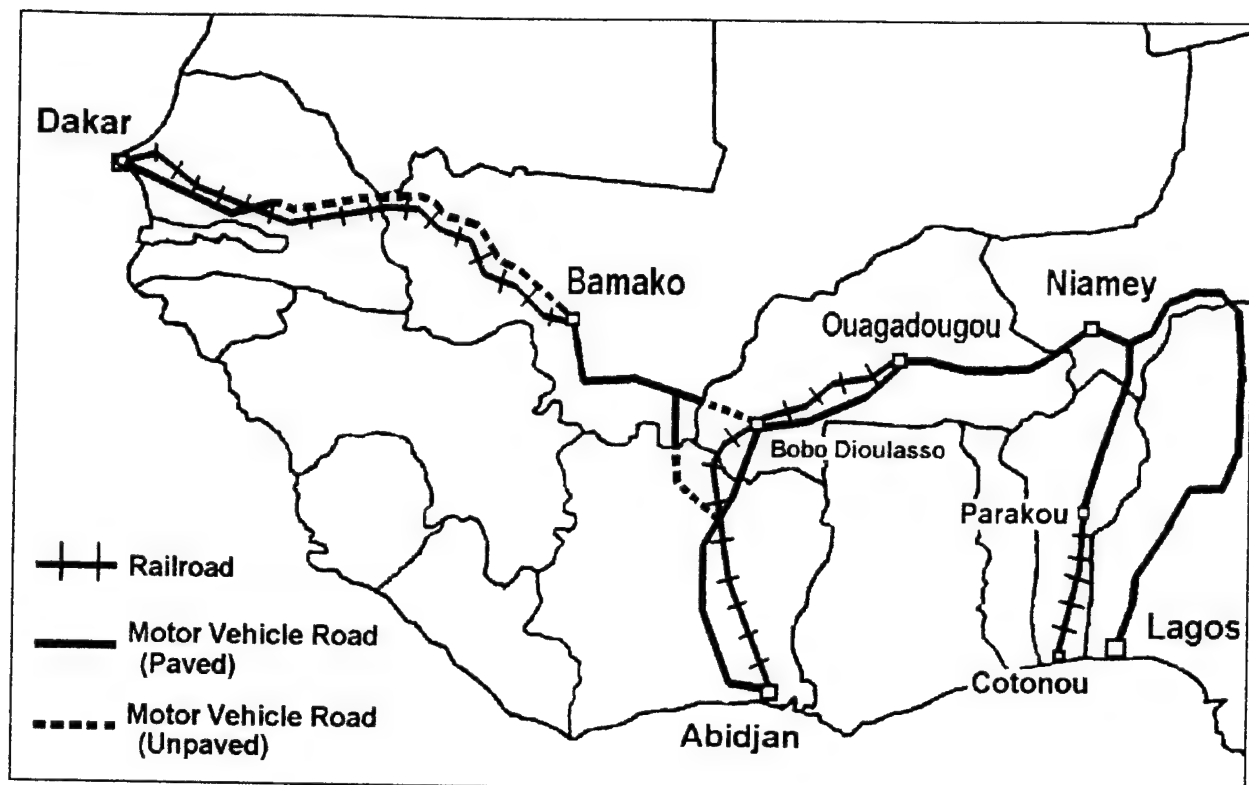 Dakar
Bamako
Niamey
Ouagadougou
Bobo Dioulasso
Parakou
Railroad
Motor Vehicle Road
(Paved)
Lagos
Cotonou
Motor Vehicle Road
(Unpaved)
Abidjan